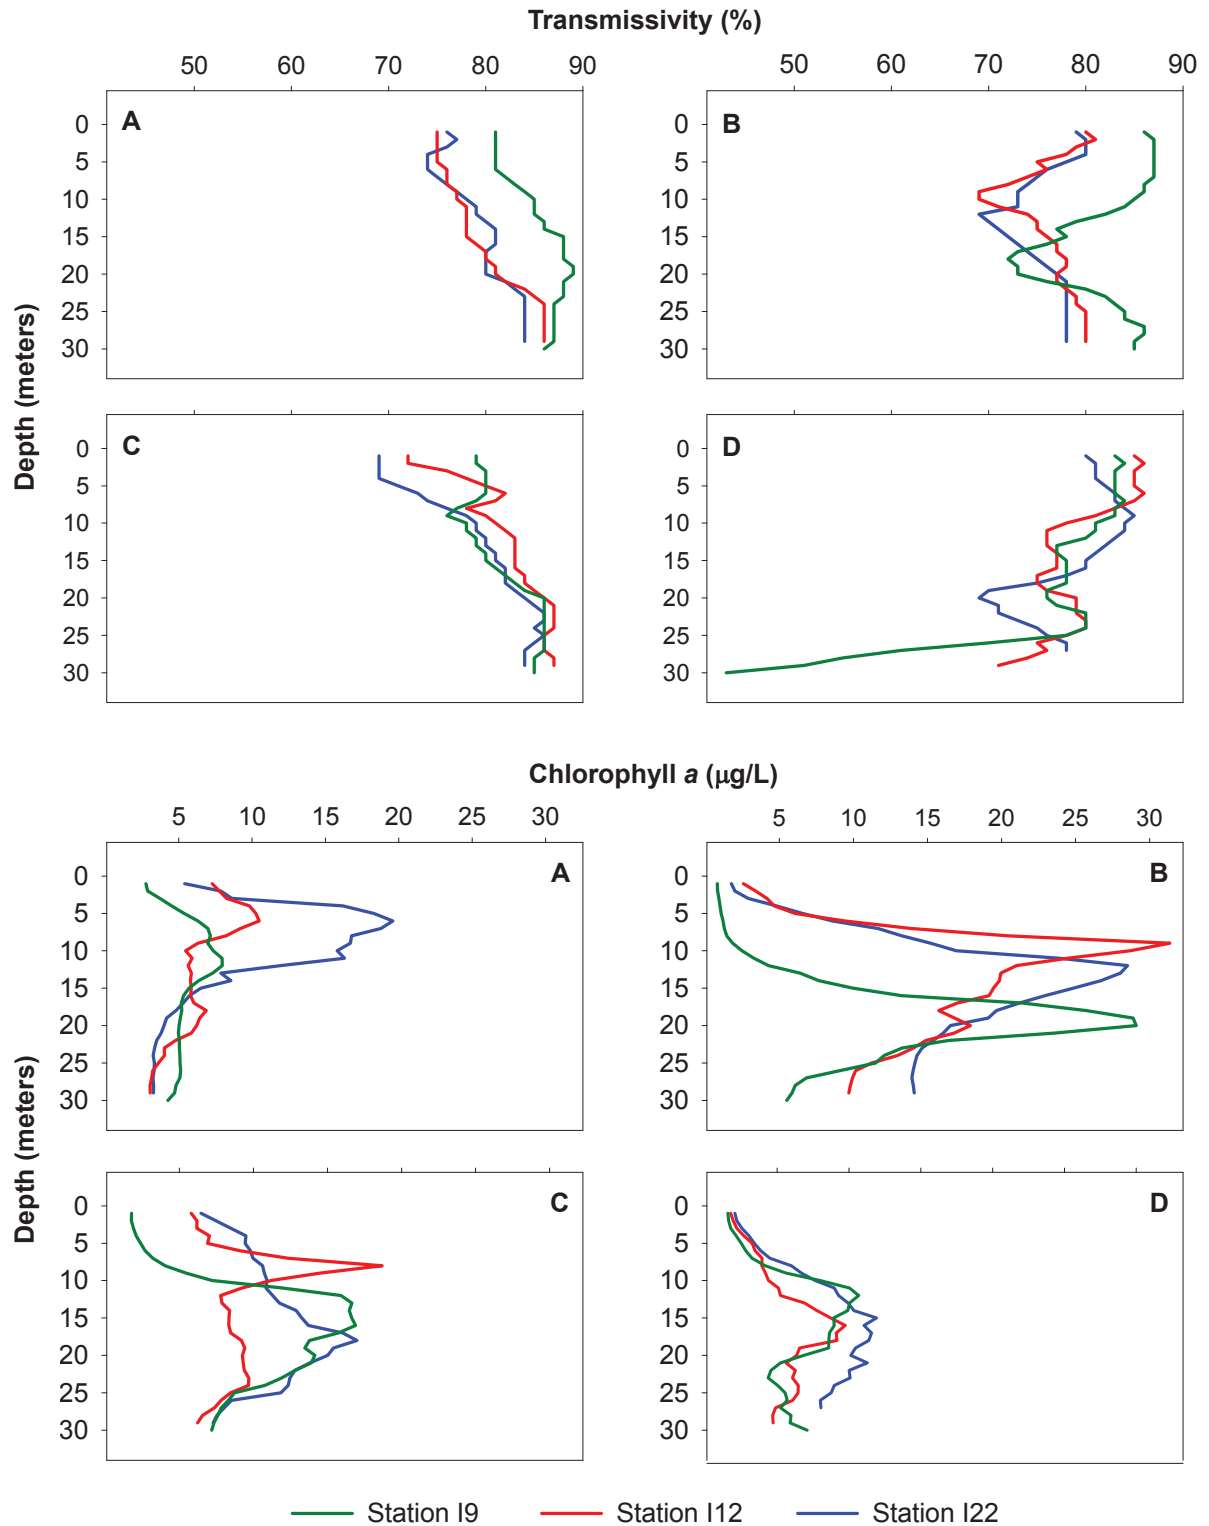 Transmissivity (%)
50 60 70 80 90 50 60 70 80 90
A B
0 0
5 5
10 10
15 15
20 20
25 25
30 30
Depth (meters)
C D
0 0
5 5
10 10
15 15
20 20
25 25
30 30
Chlorophyll a (μg/L)
5 10 15 20 25 30 5 10 15 20 25 30
A B
0 0
5 5
10 10
15 15
20 20
25 25
30 30
Depth (meters)
C D
0 0
5 5
10 10
15 15
20 20
25 25
30 30
Station I9 Station I12 Station I22